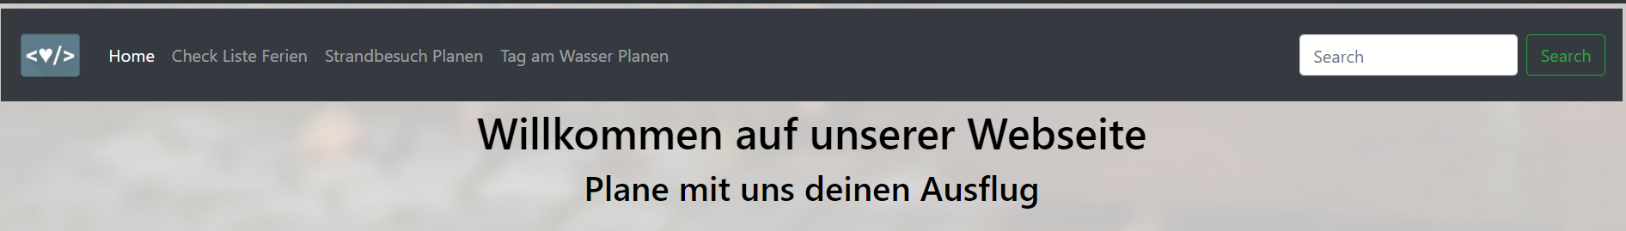 <♥/> Home Check Liste Ferien Strandbesuch Planen Tag am Wasser Planen Search Search
Willkommen auf unserer Webseite
Plane mit uns deinen Ausflug